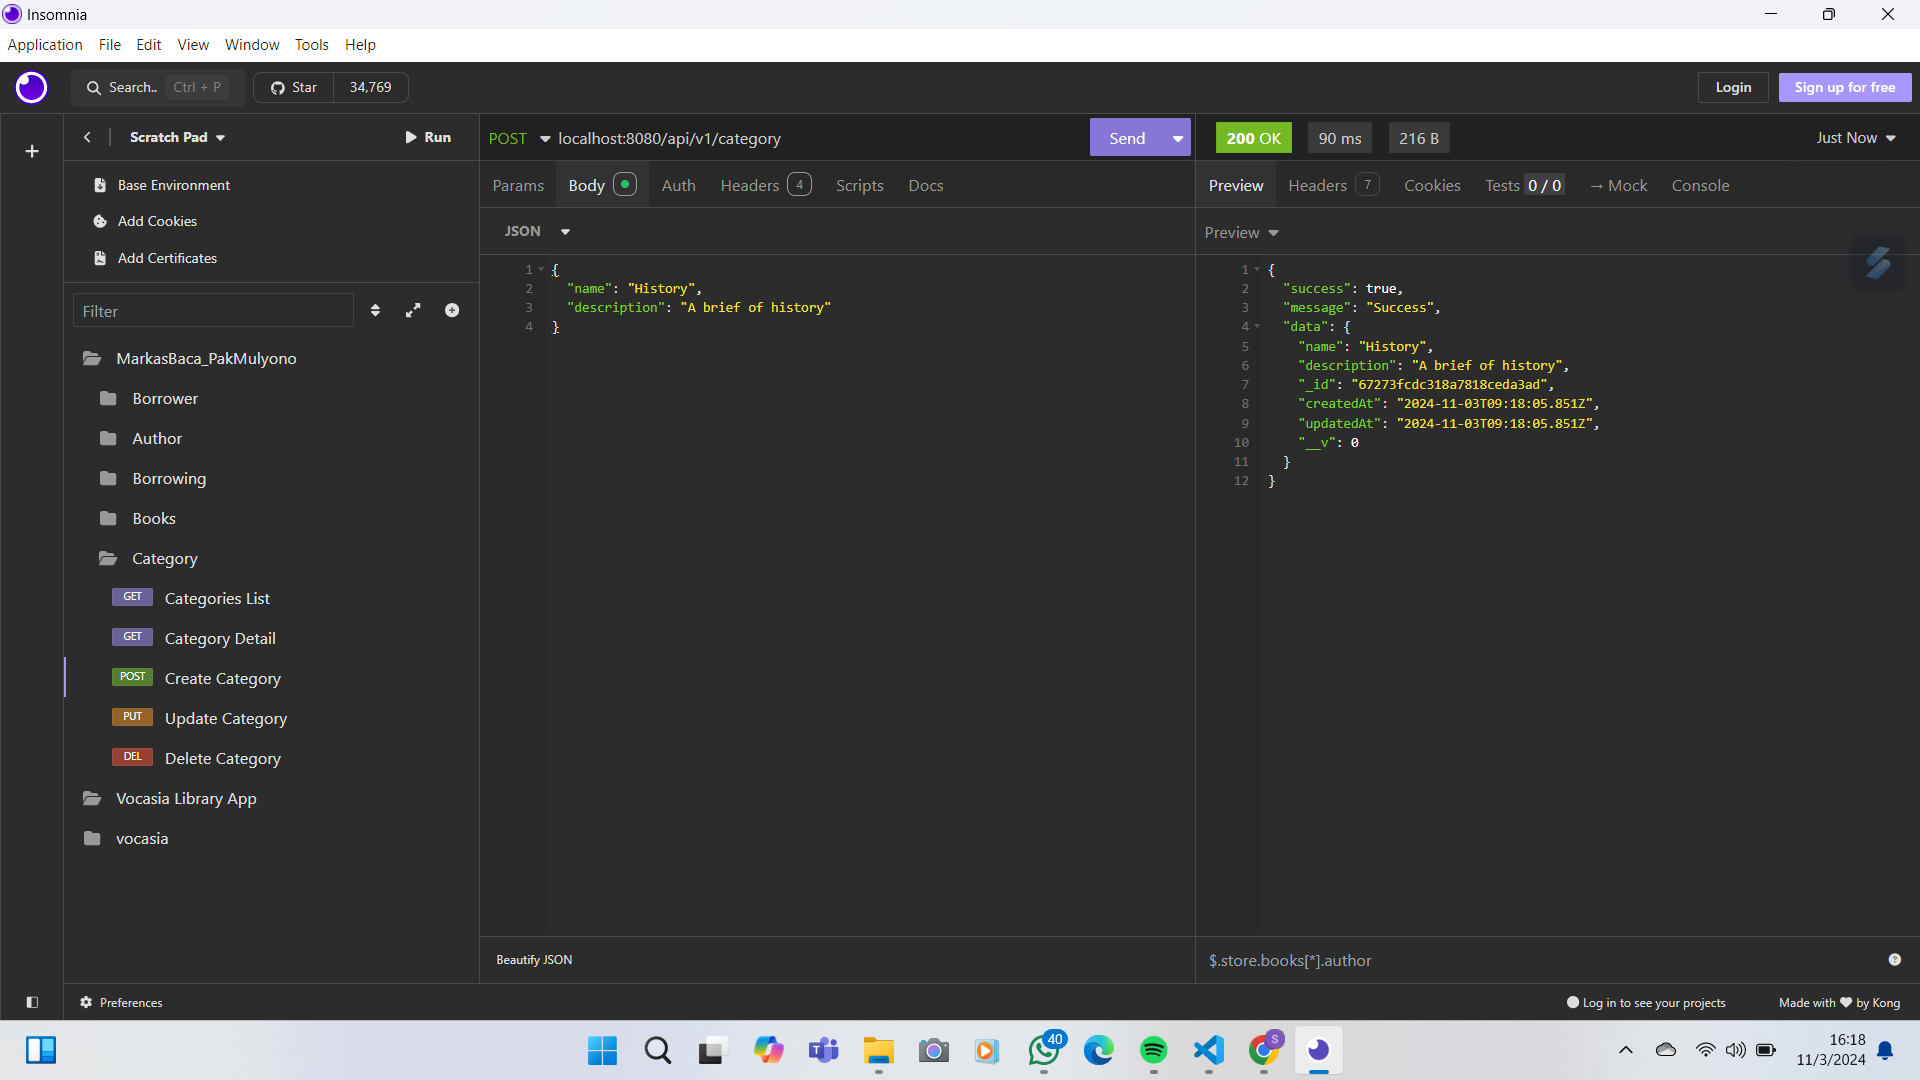 Insomnia
Application File Edit View Window Tools Help
Search.. Ctrl + P Star 34,769 Login Sign up for free
Scratch Pad Run
Base Environment
Add Cookies
Add Certificates
Filter
MarkasBaca_PakMulyono
Borrower
Author
Borrowing
Books
Category
GET Categories List
GET Category Detail
POST Create Category
PUT Update Category
DEL Delete Category
Vocasia Library App
vocasia
POST localhost:8080/api/v1/category Send
Params Body Auth Headers 4 Scripts Docs
JSON
1 {
2 "name": "History",
3 "description": "A brief of history"
4 }
Beautify JSON
200 OK 90 ms 216 B Just Now
Preview Headers 7 Cookies Tests 0 / 0 → Mock Console
Preview
1 {
2 "success": true,
3 "message": "Success",
4 "data": {
5 "name": "History",
6 "description": "A brief of history",
7 "_id": "67273fcdc318a7818ceda3ad",
8 "createdAt": "2024-11-03T09:18:05.851Z",
9 "updatedAt": "2024-11-03T09:18:05.851Z",
10 "__v": 0
11 }
12 }
$.store.books[*].author
Preferences Log in to see your projects Made with ❤ by Kong
40
S
16:18
11/3/2024